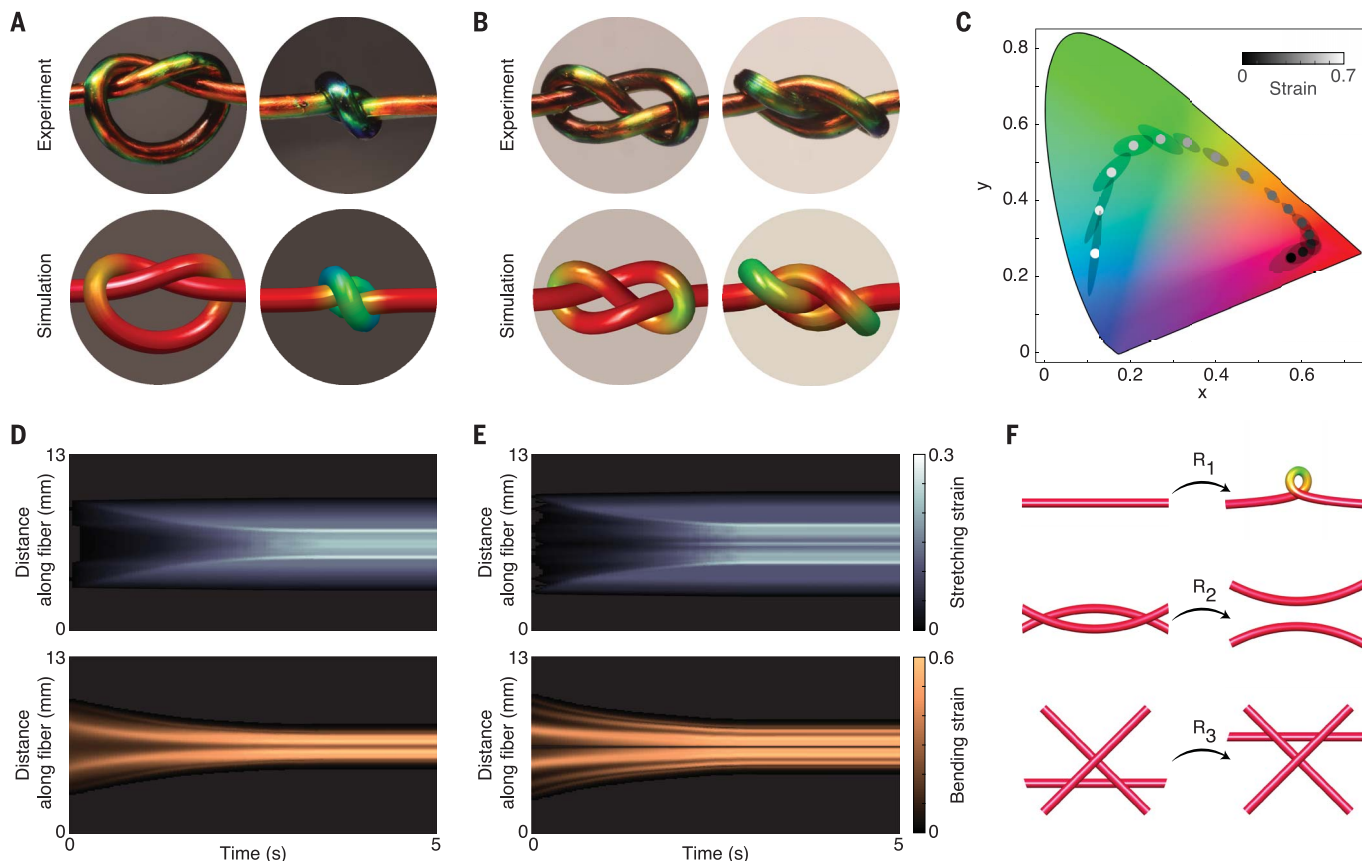 A
B
C
Experiment
Experiment
Simulation
Simulation
0.8
0.6
0.4
0.2
0
y
0
0.2
0.4
0.6
x
0
0.7
Strain
D
E
F
13
Distance
along fiber (mm)
0
13
Distance
along fiber (mm)
0
0.3
Stretching strain
0
13
Distance
along fiber (mm)
0
0
Time (s)
5
13
Distance
along fiber (mm)
0
0
Time (s)
5
0.6
Bending strain
0
R1
R2
R3